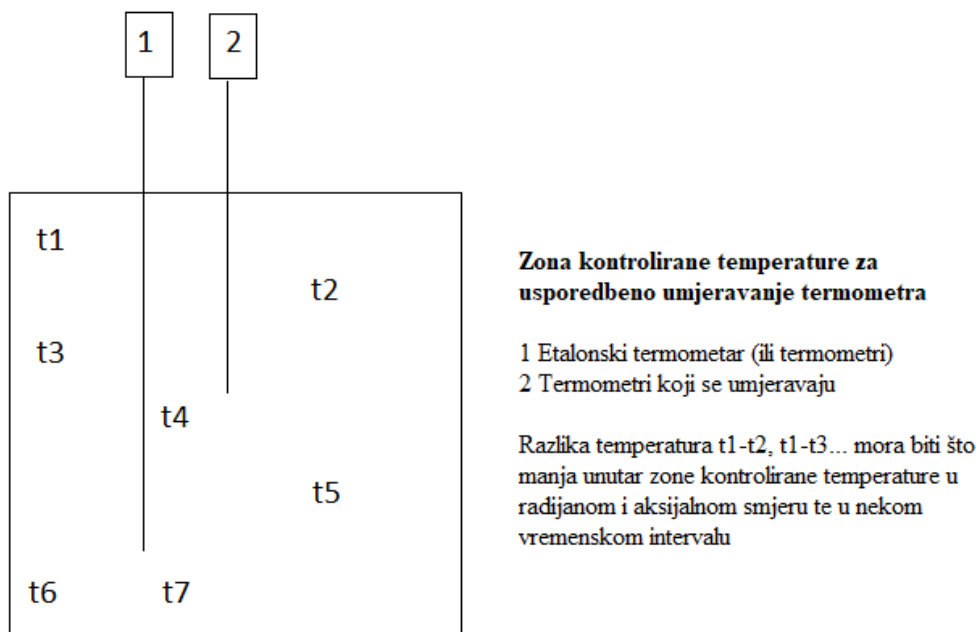 1
2
t1
t2
t3
t4
t5
t6
t7
Zona kontrolirane temperature za
usporedbeno umjeravanje termometra
1 Etalonski termometar (ili termometri)
2 Termometri koji se umjeravaju
Razlika temperatura t1-t2, t1-t3... mora biti što
manja unutar zone kontrolirane temperature u
radijanom i aksijalnom smjeru te u nekom
vremenskom intervalu